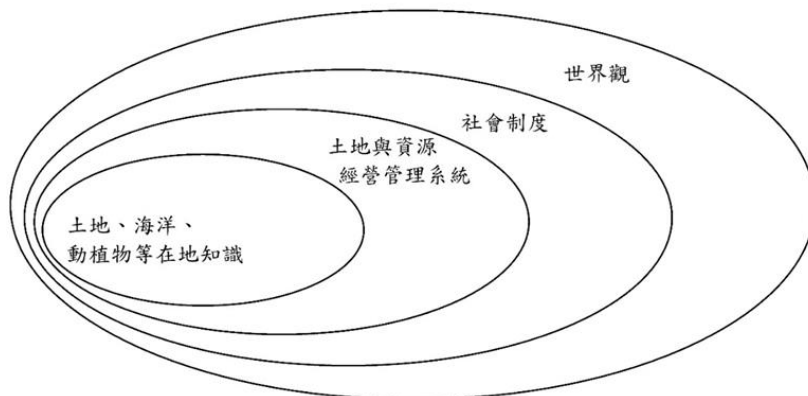 世界觀
社會制度
土地與資源
經營管理系統
土地、海洋、
動植物等在地知識